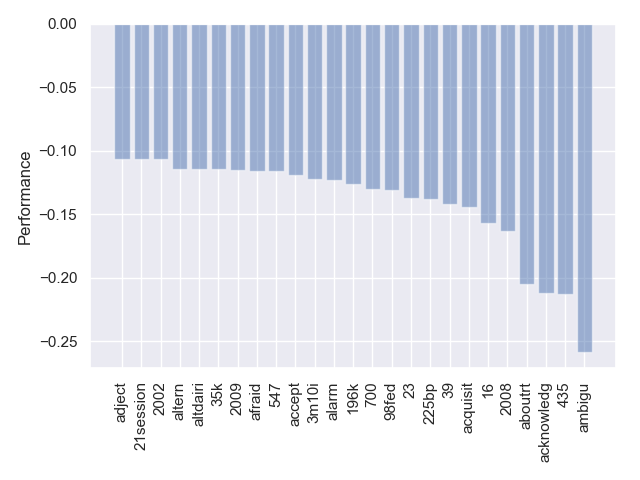 0.00
−0.05
−0.10
−0.15
−0.20
−0.25
Performance
adject
21session
2002
altern
altdairi
35k
2009
afraid
547
accept
3m10i
alarm
196k
700
98fed
23
225bp
39
acquisit
16
2008
aboutrt
acknowledg
435
ambigu